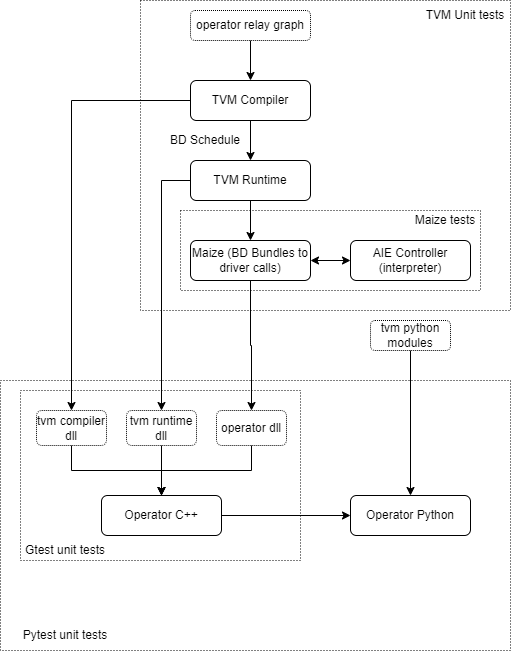 TVM Unit tests
operator relay graph
TVM Compiler
BD Schedule
TVM Runtime
Maize tests
Maize (BD Bundles to
driver calls)
AIE Controller
(interpreter)
tvm python
modules
tvm compiler
dll
tvm runtime
dll
operator dll
Operator C++
Operator Python
Gtest unit tests
Pytest unit tests